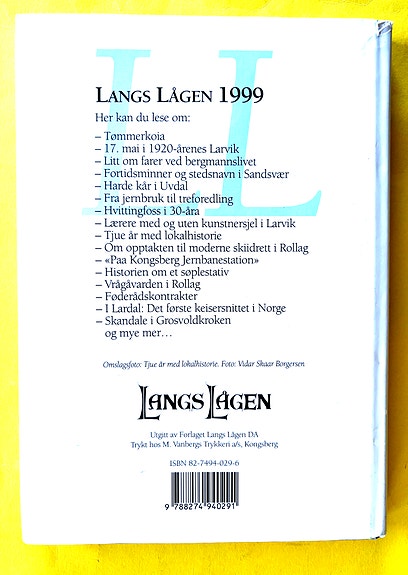 LL
LANGS LÅGEN 1999
Her kan du lese om:
– Tømmerkoia
– 17. mai i 1920-årenes Larvik
– Litt om farer ved bergmannslivet
– Fortidsminner og stedsnavn i Sandsvær
– Harde kår i Uvdal
– Fra jernbruk til treforedling
– Hvittingfoss i 30-åra
– Lærere med og uten kunstnersjel i Larvik
– Tjue år med lokalhistorie
– Om opptakten til moderne skiidrett i Rollag
– «Paa Kongsberg Jernbanestation»
– Historien om et søplestativ
– Vrågåvarden i Rollag
– Føderådskontrakter
– I Lardal: Det første keisersnittet i Norge
– Skandale i Grosvoldkroken
og mye mer…
Omslagsfoto: Tjue år med lokalhistorie. Foto: Vidar Skaar Borgersen
LANGS LÅGEN
Utgitt av Forlaget Langs Lågen DA
Trykt hos M. Vanbergs Trykkeri a/s, Kongsberg
ISBN 82-7494-029-6
9 788274 940291